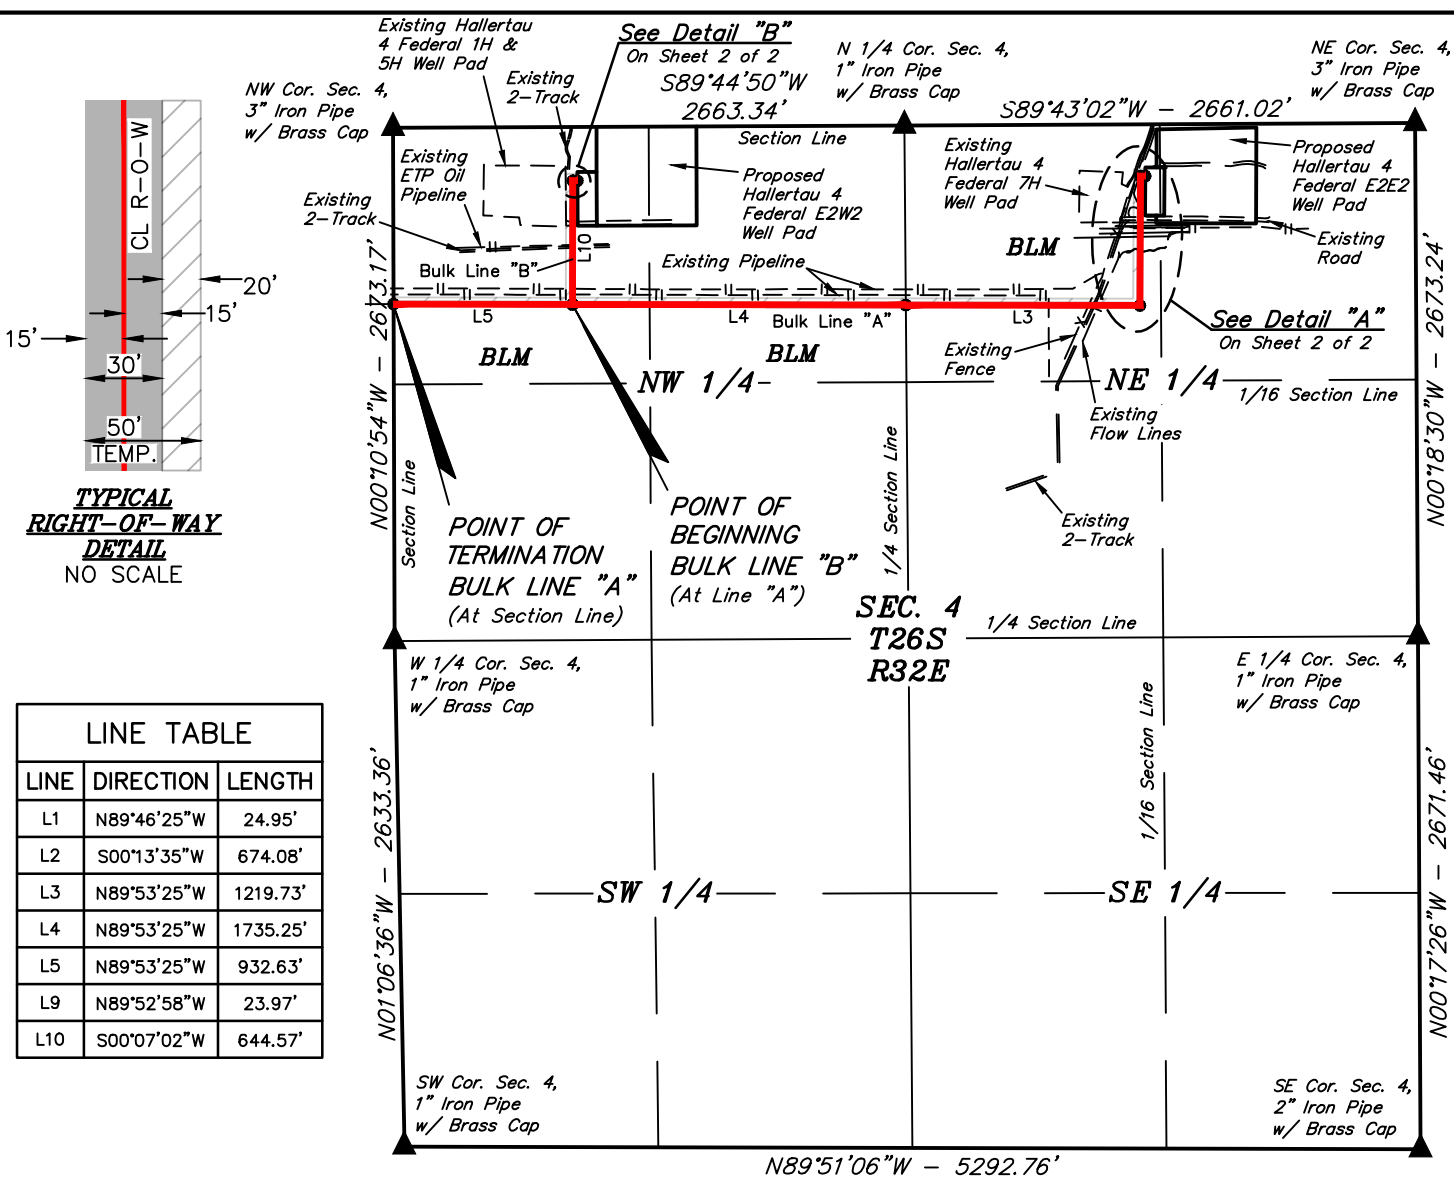 Existing Hallertau
4 Federal 1H &
5H Well Pad
See Detail "B"
On Sheet 2 of 2
S89°44'50"W
2663.34'
N 1/4 Cor. Sec. 4,
1" Iron Pipe
w/ Brass Cap
NE Cor. Sec. 4,
3" Iron Pipe
w/ Brass Cap
S89°43'02"W - 2661.02'
NW Cor. Sec. 4,
3" Iron Pipe
w/ Brass Cap
Existing
2-Track
Section Line
Existing
ETP Oil
Pipeline
Existing
2-Track
Proposed
Hallertau 4
Federal E2W2
Well Pad
Existing
Hallertau 4
Federal 7H
Well Pad
Proposed
Hallertau 4
Federal E2E2
Well Pad
BLM
Existing
Road
L10
Bulk Line "B"
Existing Pipeline
L5
L4
Bulk Line "A"
L3
See Detail "A"
On Sheet 2 of 2
BLM
BLM
Existing
Fence
NW 1/4
NE 1/4
1/16 Section Line
Existing
Flow Lines
N00°10'54"W - 2673.17'
N00°18'30"W - 2673.24'
Section Line
1/4 Section Line
POINT OF
TERMINATION
BULK LINE "A"
(At Section Line)
POINT OF
BEGINNING
BULK LINE "B"
(At Line "A")
Existing
2-Track
SEC. 4
T26S
R32E
1/4 Section Line
W 1/4 Cor. Sec. 4,
1" Iron Pipe
w/ Brass Cap
E 1/4 Cor. Sec. 4,
1" Iron Pipe
w/ Brass Cap
1/16 Section Line
N01°06'36"W - 2633.36'
N00°17'26"W - 2671.46'
SW 1/4
SE 1/4
SW Cor. Sec. 4,
1" Iron Pipe
w/ Brass Cap
SE Cor. Sec. 4,
2" Iron Pipe
w/ Brass Cap
N89°51'06"W - 5292.76'
CL R-O-W
20'
15'
15'
30'
50'
TEMP.
TYPICAL
RIGHT-OF-WAY
DETAIL
NO SCALE
LINE TABLE
LINE DIRECTION LENGTH
L1 N89°46'25"W 24.95'
L2 S00°13'35"W 674.08'
L3 N89°53'25"W 1219.73'
L4 N89°53'25"W 1735.25'
L5 N89°53'25"W 932.63'
L9 N89°52'58"W 23.97'
L10 S00°07'02"W 644.57'